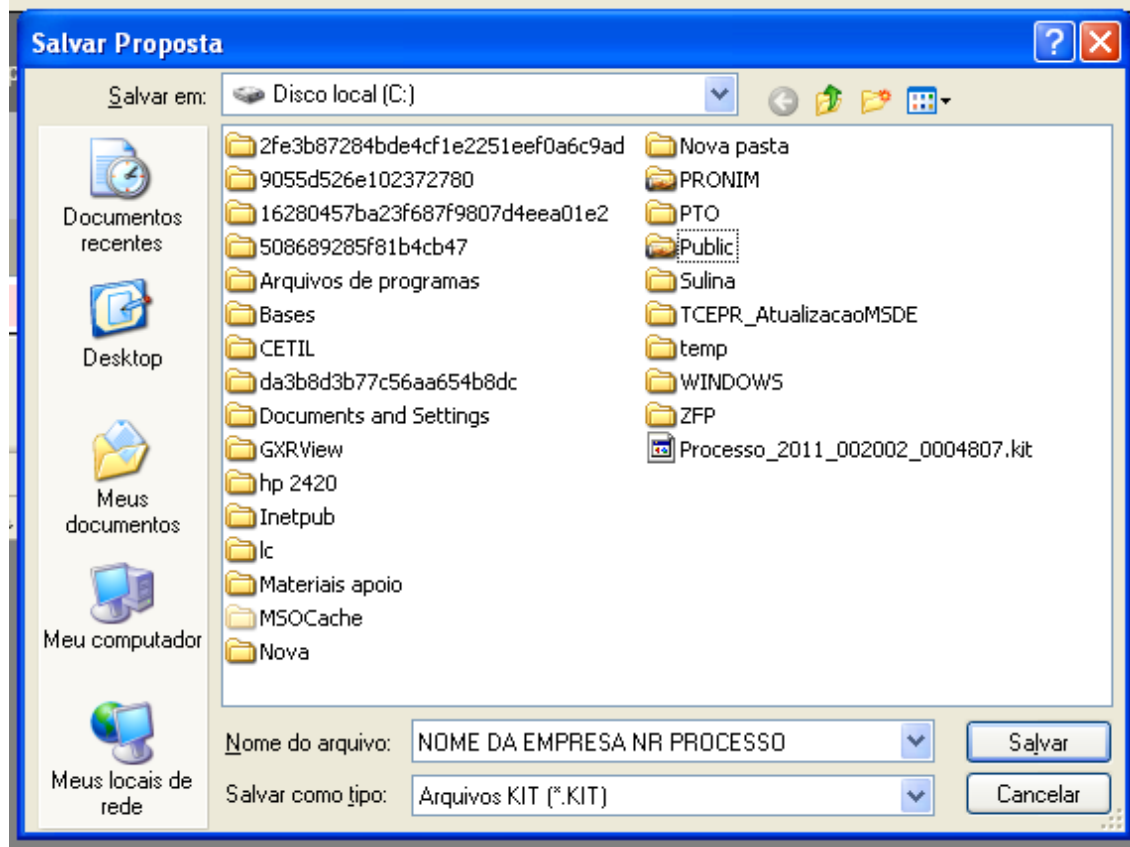 Salvar Proposta
Salvar em:
Disco local (C:)
Documentos
recentes
Desktop
Meus
documentos
Meu computador
Meus locais de
rede
2fe3b87284bde4cf1e2251eef0a6c9ad
9055d526e102372780
16280457ba23f687f9807d4eea01e2
508689285f81b4cb47
Arquivos de programas
Bases
CETIL
da3b8d3b77c56aa654b8dc
Documents and Settings
GXRView
hp 2420
Inetpub
lc
Materiais apoio
MSOCache
Nova
Nova pasta
PRONIM
PTO
Public
Sulina
TCEPR_AtualizacaoMSDE
temp
WINDOWS
ZFP
Processo_2011_002002_0004807.kit
Nome do arquivo:
NOME DA EMPRESA NR PROCESSO
Salvar
Salvar como tipo:
Arquivos KIT (*.KIT)
Cancelar